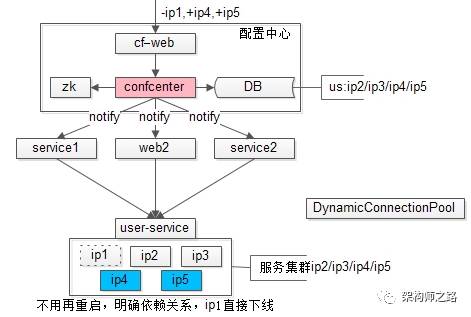 -ip1,+ip4,+ip5
配置中心
cf-web
zk
confcenter
DB
us:ip2/ip3/ip4/ip5
notify
notify
notify
service1
web2
service2
DynamicConnectionPool
user-service
ip1
ip2
ip3
ip4
ip5
服务集群ip2/ip3/ip4/ip5
不用再重启，明确依赖关系，ip1直接下线
架构师之路